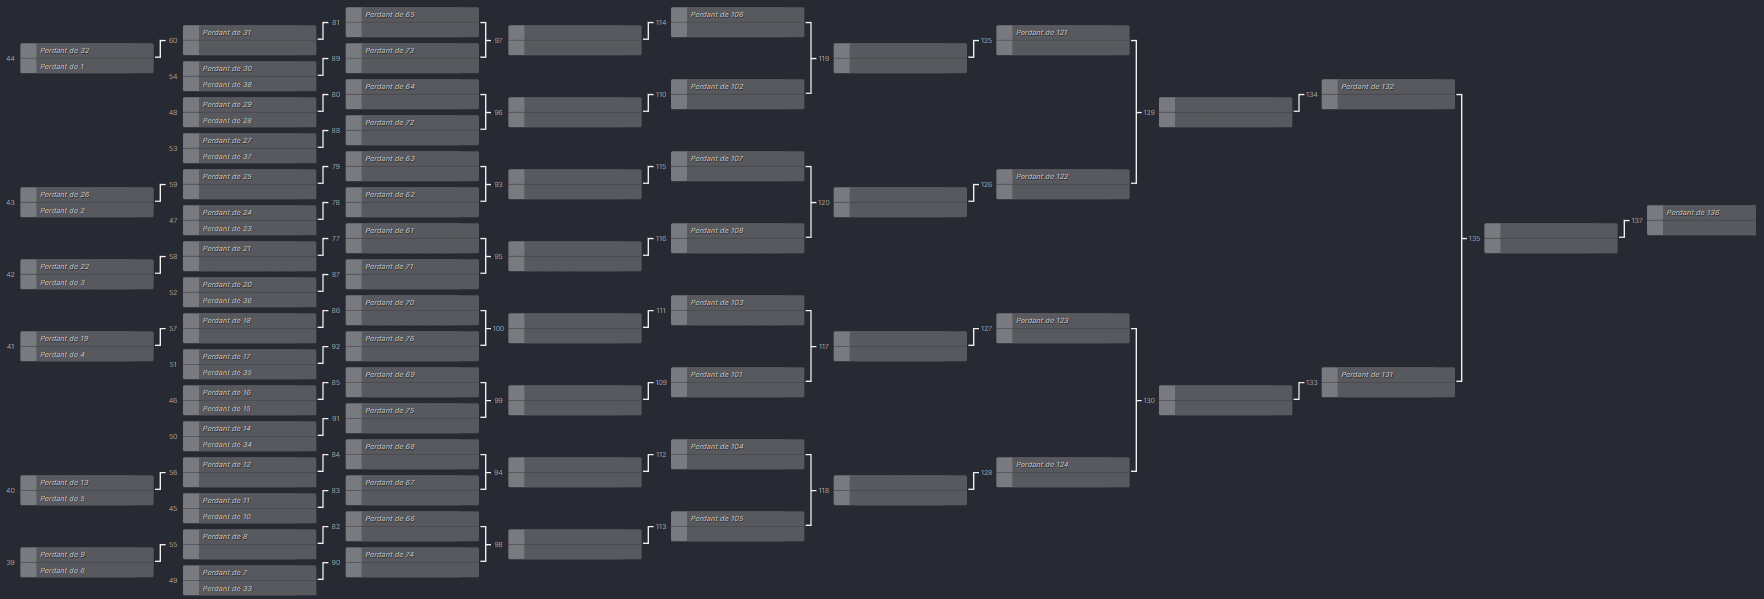 44
Perdant de 32
Perdant de 1
43
Perdant de 26
Perdant de 2
42
Perdant de 22
Perdant de 3
41
Perdant de 19
Perdant de 4
40
Perdant de 13
Perdant de 5
39
Perdant de 9
Perdant de 6
60
Perdant de 31
54
Perdant de 30
Perdant de 38
48
Perdant de 29
Perdant de 28
53
Perdant de 27
Perdant de 37
59
Perdant de 25
47
Perdant de 24
Perdant de 23
58
Perdant de 21
52
Perdant de 20
Perdant de 36
57
Perdant de 18
51
Perdant de 17
Perdant de 35
46
Perdant de 16
Perdant de 15
50
Perdant de 14
Perdant de 34
56
Perdant de 12
45
Perdant de 11
Perdant de 10
55
Perdant de 8
49
Perdant de 7
Perdant de 33
81
Perdant de 65
89
Perdant de 73
80
Perdant de 64
88
Perdant de 72
79
Perdant de 63
78
Perdant de 62
77
Perdant de 61
87
Perdant de 71
86
Perdant de 70
92
Perdant de 76
85
Perdant de 69
91
Perdant de 75
84
Perdant de 68
83
Perdant de 67
82
Perdant de 66
90
Perdant de 74
97
96
93
95
100
99
94
98
114
Perdant de 106
110
Perdant de 102
115
Perdant de 107
116
Perdant de 108
111
Perdant de 103
109
Perdant de 101
112
Perdant de 104
113
Perdant de 105
119
120
117
118
125
Perdant de 121
126
Perdant de 122
127
Perdant de 123
128
Perdant de 124
129
130
134
Perdant de 132
133
Perdant de 131
135
137
Perdant de 136